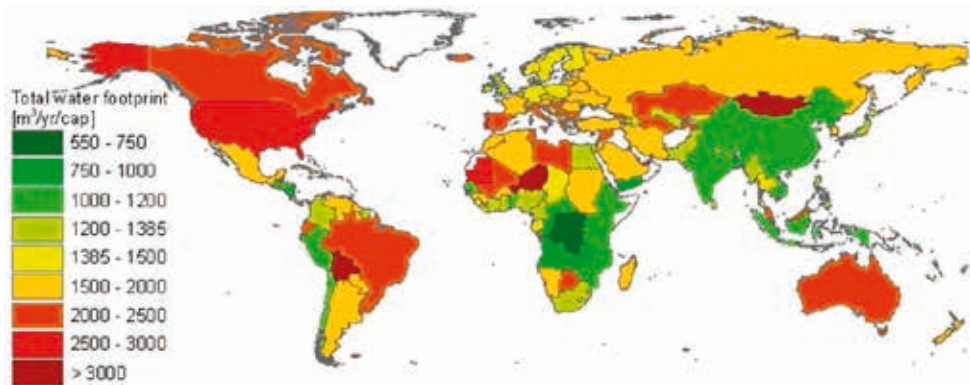 Total water footprint
[m³/yr/cap]
550 - 750
750 - 1000
1000 - 1200
1200 - 1385
1385 - 1500
1500 - 2000
2000 - 2500
2500 - 3000
> 3000